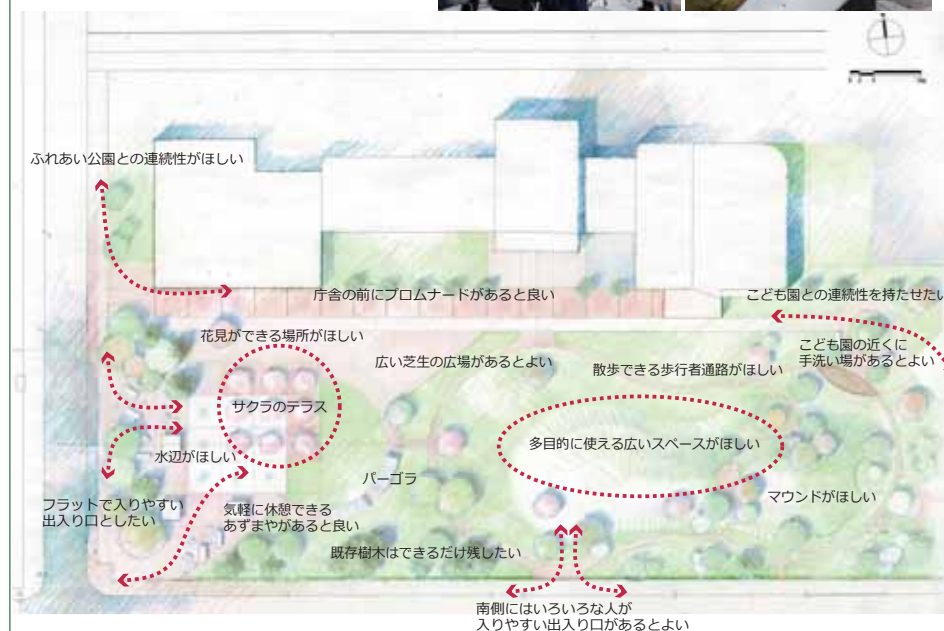 ふれあい公園との連続性がほしい
庁舎の前にプロムナードがあると良い
こども園との連続性を持たせたい
花見ができる場所がほしい
広い芝生の広場があるとよい
散歩できる歩行者通路がほしい
こども園の近くに
手洗い場があるとよい
サクラのテラス
多目的に使える広いスペースがほしい
水辺がほしい
パーゴラ
マウンドがほしい
フラットで入りやすい
出入り口としたい
気軽に休憩できる
あずまやがあると良い
既存樹木はできるだけ残したい
南側にはいろいろな人が
入りやすい出入り口があるとよい